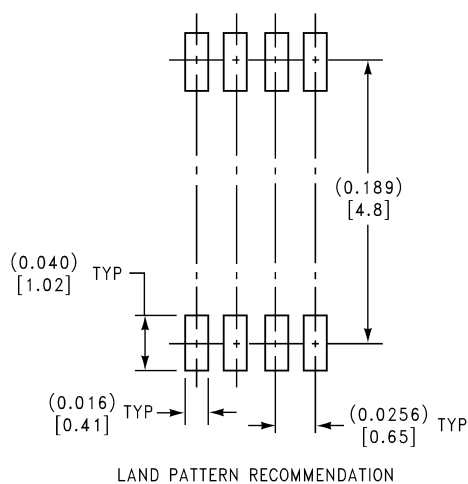 (0.189)
[4.8]
(0.040)
[1.02]
TYP
(0.016)
[0.41]
TYP
(0.0256)
[0.65]
TYP
LAND PATTERN RECOMMENDATION